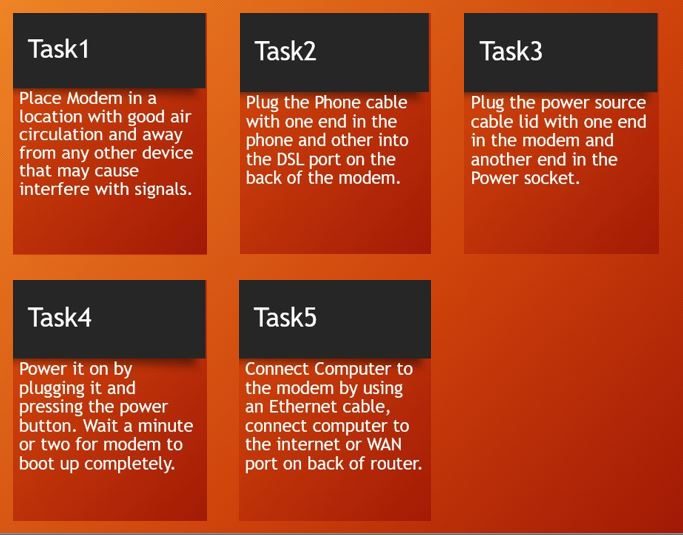 Task1
Place Modem in a
location with good air
circulation and away
from any other device
that may cause
interfere with signals.
Task2
Plug the Phone cable
with one end in the
phone and other into
the DSL port on the
back of the modem.
Task3
Plug the power source
cable lid with one end
in the modem and
another end in the
Power socket.
Task4
Power it on by
plugging it and
pressing the power
button. Wait a minute
or two for modem to
boot up completely.
Task5
Connect Computer to
the modem by using
an Ethernet cable,
connect computer to
the internet or WAN
port on back of router.